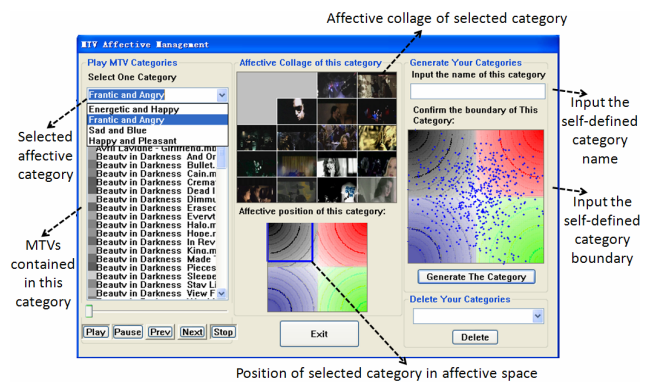 Affective collage of selected category
MTV Affective Management
Play MTV Categories
Select One Category
Frantic and Angry
Energetic and Happy
Frantic and Angry
Sad and Blue
Happy and Pleasant
Avril Lavigne - Girlfriend.mp
Beauty in Darkness And Or
Beauty in Darkness Bullet.
Beauty in Darkness Cain.m
Beauty in Darkness Crema
Beauty in Darkness Dead I
Beauty in Darkness Dimmu
Beauty in Darkness Erased
Beauty in Darkness Everyt
Beauty in Darkness Halo.m
Beauty in Darkness Hope.r
Beauty in Darkness In Rev
Beauty in Darkness King.m
Beauty in Darkness Made
Beauty in Darkness Pieces
Beauty in Darkness Sleepe
Beauty in Darkness Stay Li
Beauty in Darkness View F
Play
Pause
Prev
Next
Stop
Affective Collage of this category
Affective position of this category:
Exit
Generate Your Categories
Input the name of this category
Confirm the boundary of This
Category:
Generate The Category
Delete Your Categories
Delete
Selected
affective
category
MTVs
contained
in this
category
Input the
self-defined
category
name
Input the
self-defined
category
boundary
Position of selected category in affective space